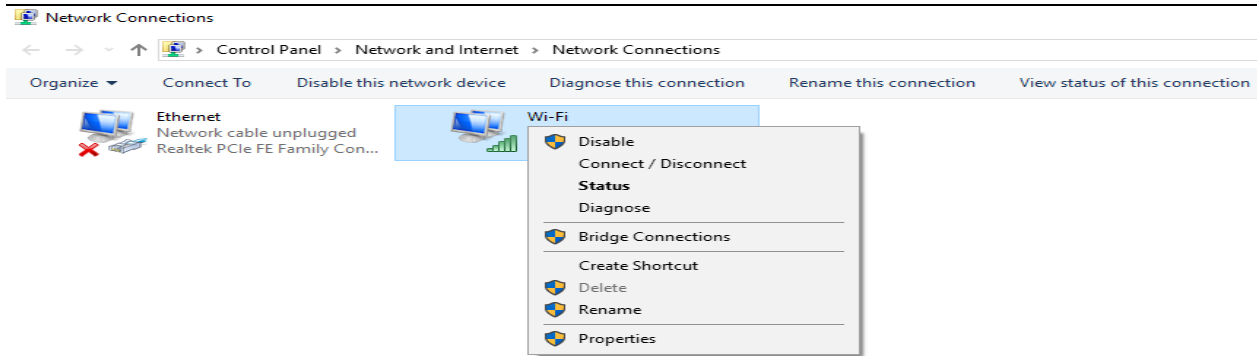 Network Connections
Control Panel > Network and Internet > Network Connections
Organize Connect To Disable this network device Diagnose this connection Rename this connection View status of this connection
Ethernet
Network cable unplugged
Realtek PCIe FE Family Con...
Wi-Fi
Disable
Connect / Disconnect
Status
Diagnose
Bridge Connections
Create Shortcut
Delete
Rename
Properties